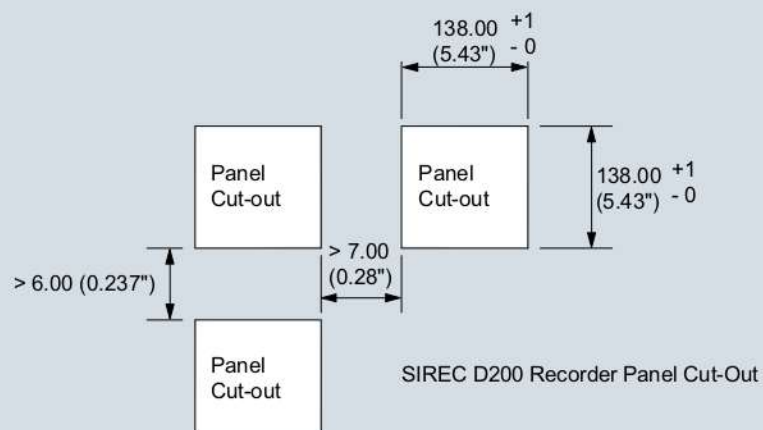 138.00 +1
(5.43") - 0
Panel
Cut-out
Panel
Cut-out
138.00 +1
(5.43") - 0
> 7.00
(0.28")
> 6.00 (0.237")
Panel
Cut-out
SIREC D200 Recorder Panel Cut-Out